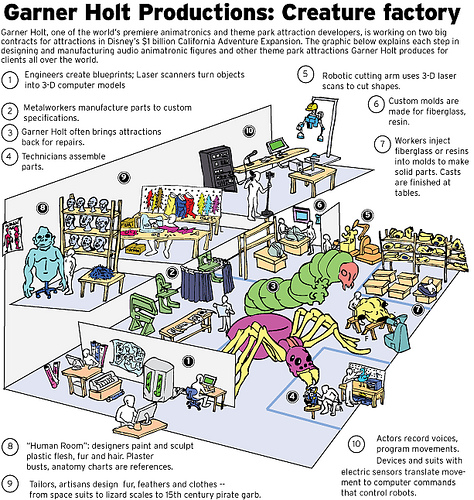 Garner Holt Productions: Creature factory
Garner Holt, one of the world's premiere animatronics and theme park attraction developers, is working on two big
contracts for attractions in Disney's $1 billion California Adventure Expansion. The graphic below explains each step in
designing and manufacturing audio animatronic figures and other theme park attractions Garner Holt produces for
clients all over the world.
1 Engineers create blueprints; Laser scanners turn objects
into 3-D computer models
2 Metalworkers manufacture parts to custom
specifications.
3 Garner Holt often brings attractions
back for repairs.
4 Technicians assemble
parts.
5 Robotic cutting arm uses 3-D laser
scans to cut shapes.
6 Custom molds are
made for fiberglass,
resin.
7 Workers inject
fiberglass or resins
into molds to make
solid parts. Casts
are finished at
tables.
10
9
8
6
5
2
3
7
1
4
8 "Human Room": designers paint and sculpt
plastic flesh, fur and hair. Plaster
busts, anatomy charts are references.
9 Tailors, artisans design fur, feathers and clothes --
from space suits to lizard scales to 15th century pirate garb.
10 Actors record voices,
program movements.
Devices and suits with
electric sensors translate move-
ment to computer commands
that control robots.